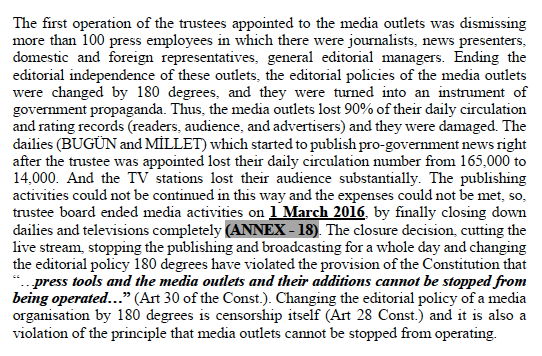 The first operation of the trustees appointed to the media outlets was dismissing
more than 100 press employees in which there were journalists, news presenters,
domestic and foreign representatives, general editorial managers. Ending the
editorial independence of these outlets, the editorial policies of the media outlets
were changed by 180 degrees, and they were turned into an instrument of
government propaganda. Thus, the media outlets lost 90% of their daily circulation
and rating records (readers, audience, and advertisers) and they were damaged. The
dailies (BUGÜN and MİLLET) which started to publish pro-government news right
after the trustee was appointed lost their daily circulation number from 165,000 to
14,000. And the TV stations lost their audience substantially. The publishing
activities could not be continued in this way and the expenses could not be met, so,
trustee board ended media activities on 1 March 2016, by finally closing down
dailies and televisions completely (ANNEX - 18). The closure decision, cutting the
live stream, stopping the publishing and broadcasting for a whole day and changing
the editorial policy 180 degrees have violated the provision of the Constitution that
“…press tools and the media outlets and their additions cannot be stopped from
being operated…” (Art 30 of the Const.). Changing the editorial policy of a media
organisation by 180 degrees is censorship itself (Art 28 Const.) and it is also a
violation of the principle that media outlets cannot be stopped from operating.